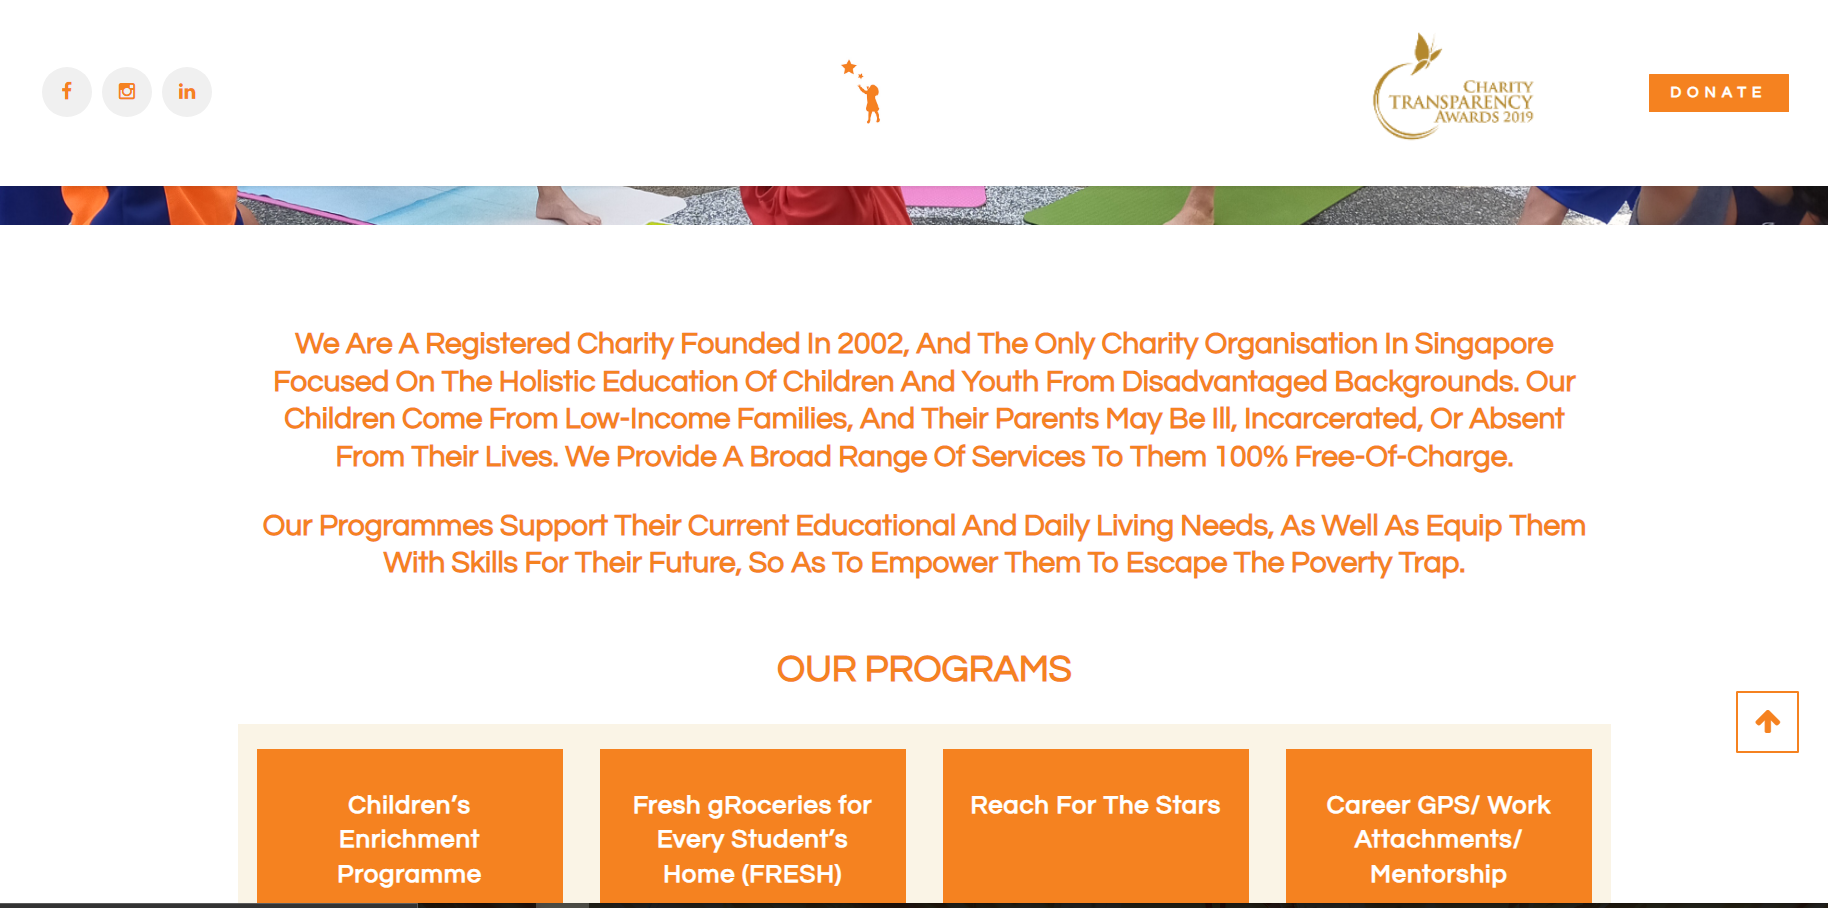 CHARITY
TRANSPARENCY
AWARDS 2019
DONATE
We Are A Registered Charity Founded In 2002, And The Only Charity Organisation In Singapore
Focused On The Holistic Education Of Children And Youth From Disadvantaged Backgrounds. Our
Children Come From Low-Income Families, And Their Parents May Be Ill, Incarcerated, Or Absent
From Their Lives. We Provide A Broad Range Of Services To Them 100% Free-Of-Charge.
Our Programmes Support Their Current Educational And Daily Living Needs, As Well As Equip Them
With Skills For Their Future, So As To Empower Them To Escape The Poverty Trap.
OUR PROGRAMS
Children’s
Enrichment
Programme
Fresh gRoceries for
Every Student’s
Home (FRESH)
Reach For The Stars
Career GPS/ Work
Attachments/
Mentorship